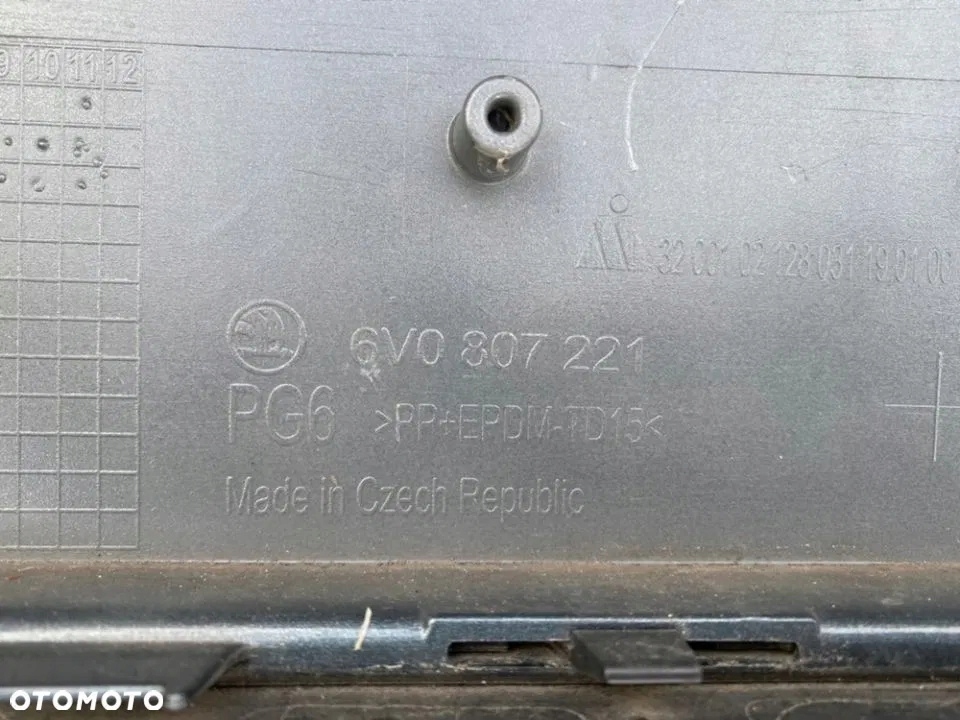 9 10 11 12
32 001 02 128 031 19 01 00
6V0 807 221
PG6 >PP+EPDM-TD15<
Made in Czech Republic
OTOMOTO